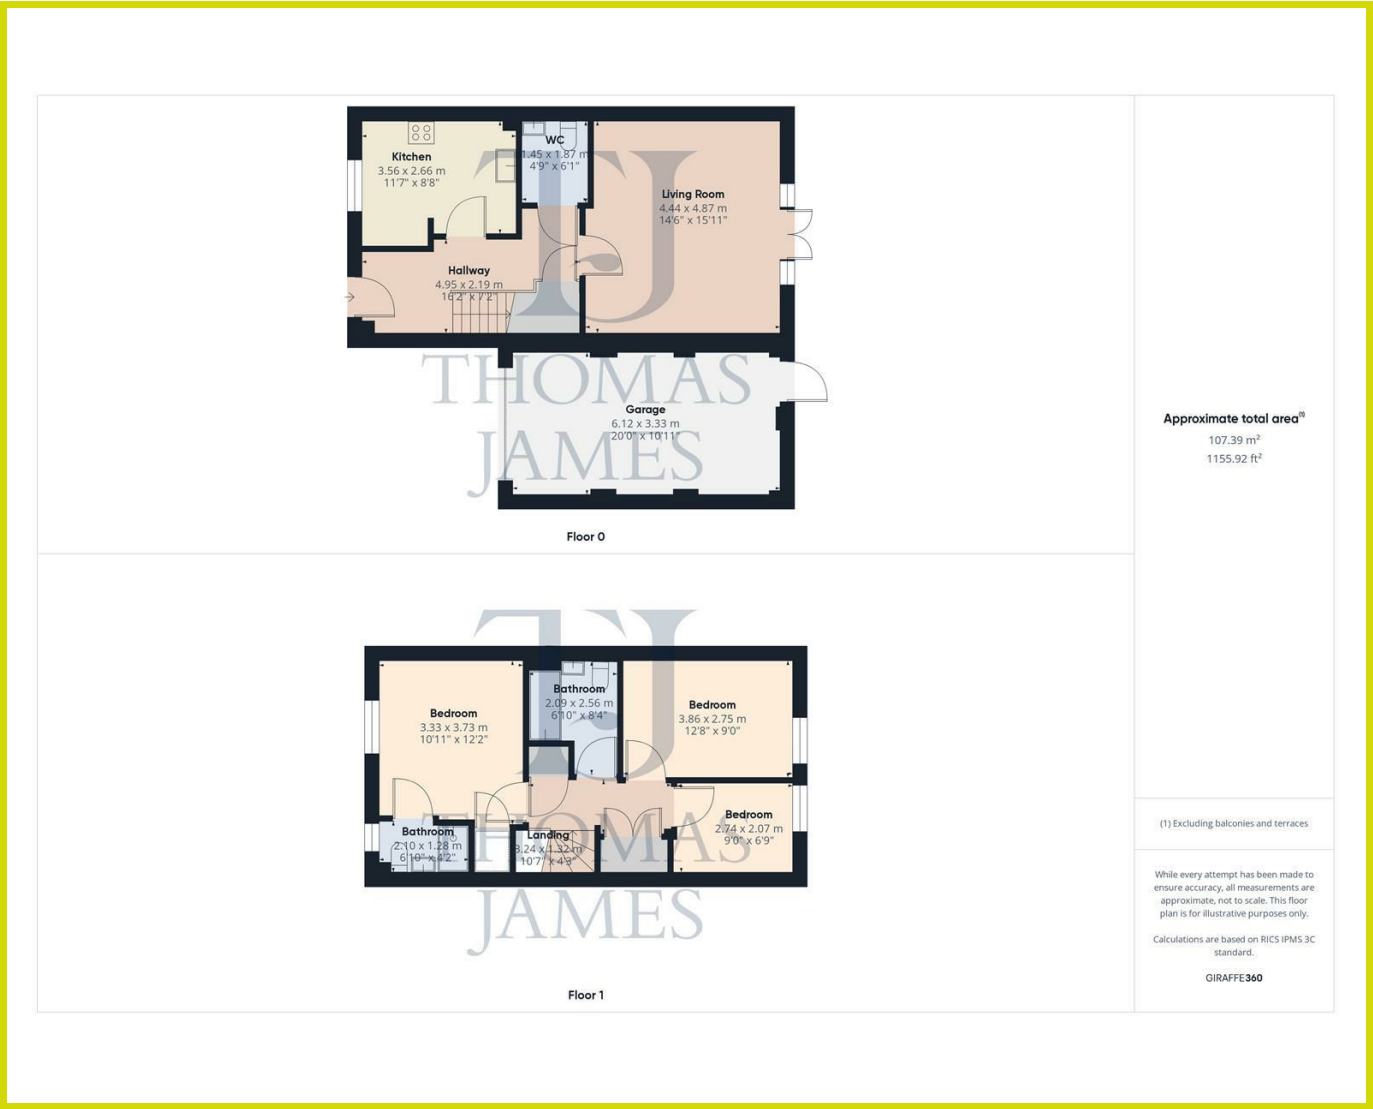 Kitchen
3.56 x 2.66 m
11'7" x 8'8"
WC
1.45 x 1.87 m
4'9" x 6'1"
Living Room
4.44 x 4.87 m
14'6" x 15'11"
Hallway
4.95 x 2.19 m
16'2" x 7'2"
TJ
THOMAS
JAMES
Garage
6.12 x 3.33 m
20'0" x 10'11"
Floor 0
Bedroom
3.33 x 3.73 m
10'11" x 12'2"
Bathroom
2.09 x 2.56 m
6'10" x 8'4"
Bedroom
3.86 x 2.75 m
12'8" x 9'0"
Bedroom
2.74 x 2.07 m
9'0" x 6'9"
Bathroom
2.10 x 1.28 m
6'10" x 4'2"
Landing
3.24 x 1.32 m
10'7" x 4'3"
TJ
THOMAS
JAMES
Floor 1
Approximate total area(1)
107.39 m²
1155.92 ft²
(1) Excluding balconies and terraces
While every attempt has been made to
ensure accuracy, all measurements are
approximate, not to scale. This floor
plan is for illustrative purposes only.
Calculations are based on RICS IPMS 3C
standard.
GIRAFFE360